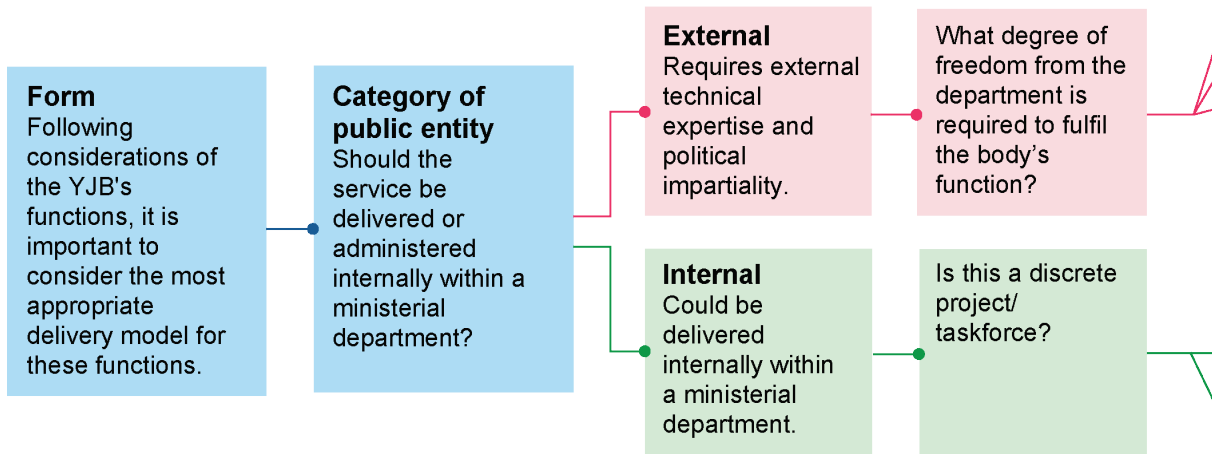 Form
Following
considerations of
the YJB's
functions, it is
important to
consider the most
appropriate
delivery model for
these functions.
Category of
public entity
Should the
service be
delivered or
administered
internally within a
ministerial
department?
External
Requires external
technical
expertise and
political
impartiality.
What degree of
freedom from the
department is
required to fulfil
the body’s
function?
Internal
Could be
delivered
internally within
a ministerial
department.
Is this a discrete
project/
taskforce?